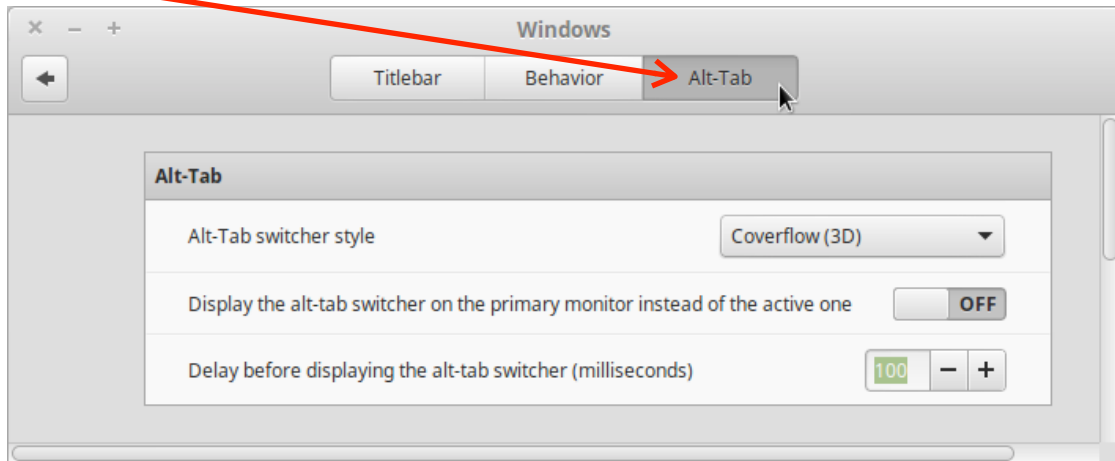 Windows
Titlebar Behavior Alt-Tab
Alt-Tab
Alt-Tab switcher style Coverflow (3D)
Display the alt-tab switcher on the primary monitor instead of the active one OFF
Delay before displaying the alt-tab switcher (milliseconds) 100